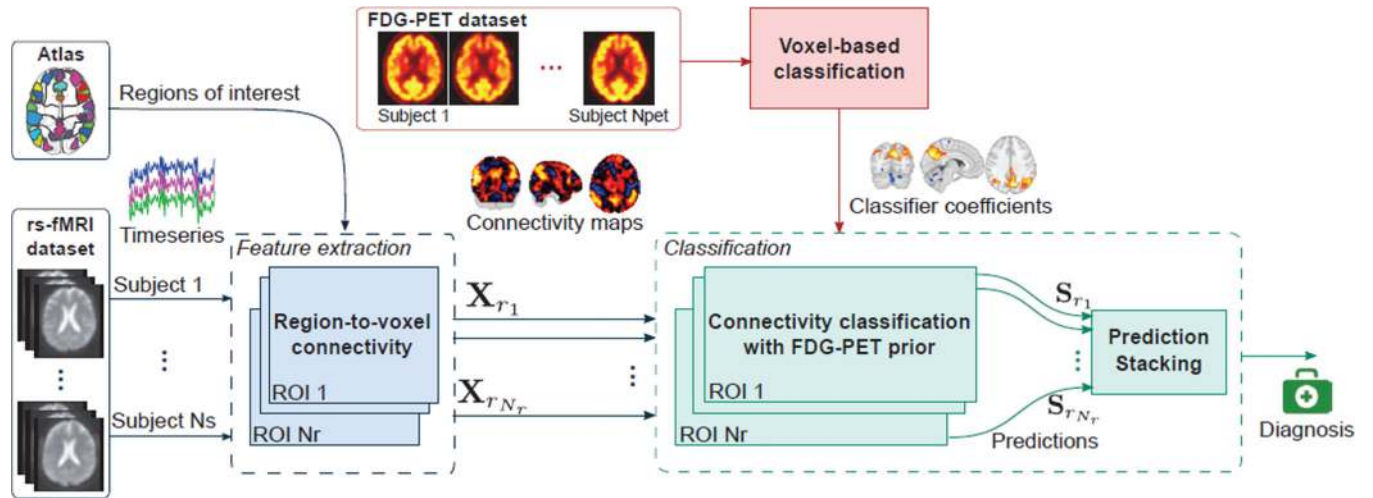 FDG-PET dataset
Subject 1
...
Subject Npet
Voxel-based
classification
Atlas
Regions of interest
Timeseries
Connectivity maps
Classifier coefficients
rs-fMRI
dataset
Subject 1
Subject Ns
Feature extraction
Region-to-voxel
connectivity
ROI 1
ROI Nr
X_{r_1}
X_{r_{N_r}}
Classification
Connectivity classification
with FDG-PET prior
ROI 1
ROI Nr
S_{r_1}
S_{r_{N_r}}
Predictions
Prediction
Stacking
Diagnosis